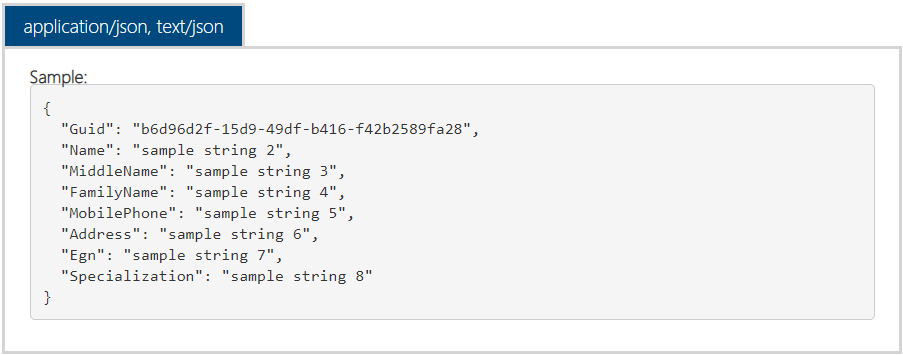 application/json, text/json
Sample:
{
  "Guid": "b6d96d2f-15d9-49df-b416-f42b2589fa28",
  "Name": "sample string 2",
  "MiddleName": "sample string 3",
  "FamilyName": "sample string 4",
  "MobilePhone": "sample string 5",
  "Address": "sample string 6",
  "Egn": "sample string 7",
  "Specialization": "sample string 8"
}